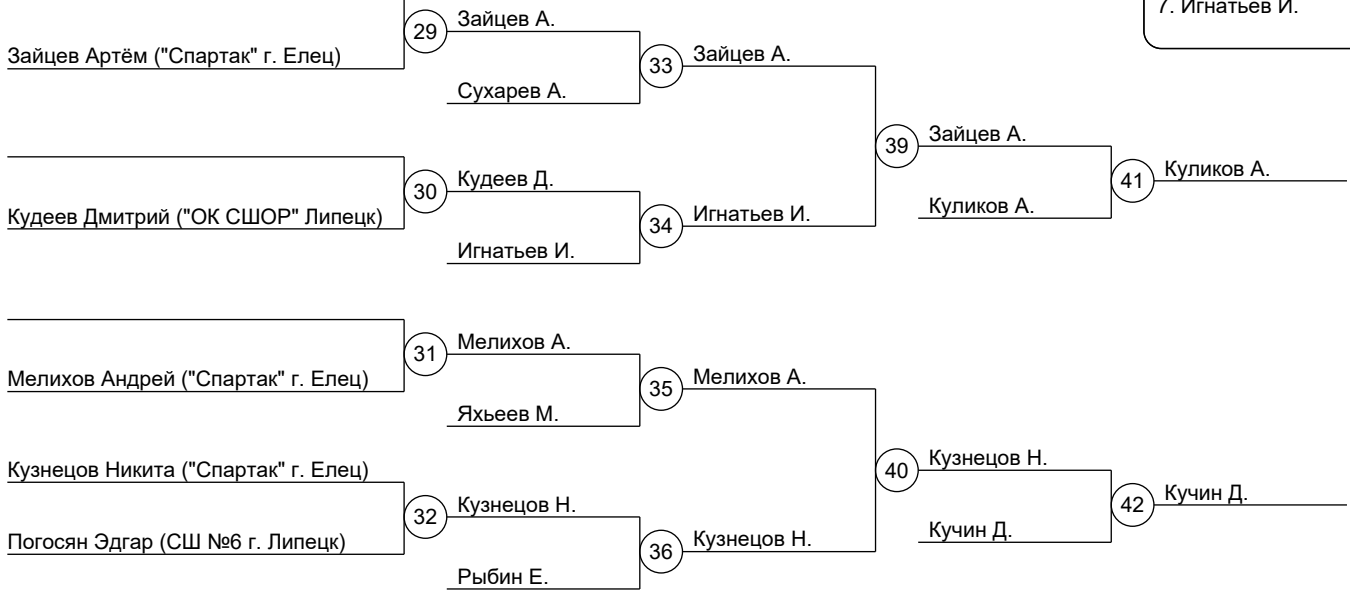 7. Игнатьев И.
29
Зайцев А.
Зайцев Артём ("Спартак" г. Елец)
33
Зайцев А.
Сухарев А.
39
Зайцев А.
41
Куликов А.
30
Кудеев Д.
Кудеев Дмитрий ("ОК СШОР" Липецк)
34
Игнатьев И.
Куликов А.
Игнатьев И.
31
Мелихов А.
Мелихов Андрей ("Спартак" г. Елец)
35
Мелихов А.
Яхьеев М.
Кузнецов Никита ("Спартак" г. Елец)
40
Кузнецов Н.
32
Кузнецов Н.
42
Кучин Д.
Погосян Эдгар (СШ №6 г. Липецк)
36
Кузнецов Н.
Кучин Д.
Рыбин Е.